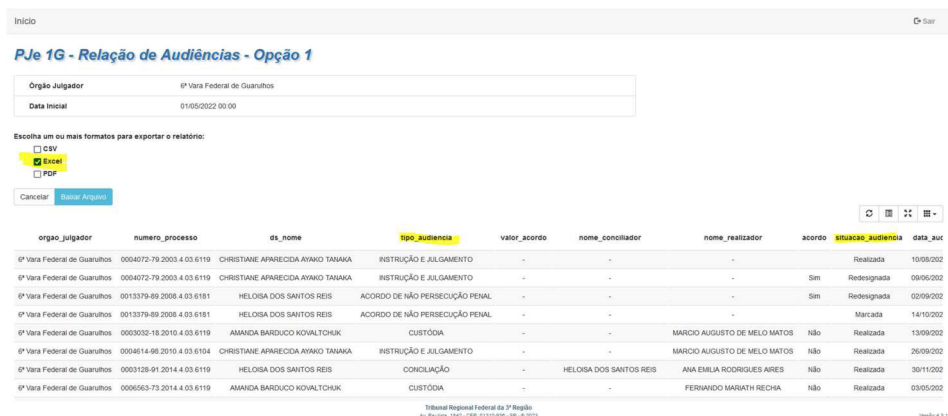 Início Sair
PJe 1G - Relação de Audiências - Opção 1
Órgão Julgador 6ª Vara Federal de Guarulhos
Data Inicial 01/05/2022 00:00
Escolha um ou mais formatos para exportar o relatório:
CSV
Excel
PDF
Cancelar Baixar Arquivo
orgao_julgador numero_processo ds_nome tipo_audiencia valor_acordo nome_conciliador nome_realizador acordo situacao_audiencia data_auc
6ª Vara Federal de Guarulhos 0004072-79.2003.4.03.6119 CHRISTIANE APARECIDA AYAKO TANAKA INSTRUÇÃO E JULGAMENTO - - - Realizada 10/08/202
6ª Vara Federal de Guarulhos 0004072-79.2003.4.03.6119 CHRISTIANE APARECIDA AYAKO TANAKA INSTRUÇÃO E JULGAMENTO - - - Sim Redesignada 09/06/202
6ª Vara Federal de Guarulhos 0013379-89.2008.4.03.6181 HELOISA DOS SANTOS REIS ACORDO DE NÃO PERSECUÇÃO PENAL - - - Sim Redesignada 02/09/202
6ª Vara Federal de Guarulhos 0013379-89.2008.4.03.6181 HELOISA DOS SANTOS REIS ACORDO DE NÃO PERSECUÇÃO PENAL - - - Marcada 14/10/202
6ª Vara Federal de Guarulhos 0003032-18.2010.4.03.6119 AMANDA BARDUCO KOVALTCHUK CUSTÓDIA - - MARCIO AUGUSTO DE MELO MATOS Não Realizada 13/09/202
6ª Vara Federal de Guarulhos 0004614-98.2010.4.03.6104 CHRISTIANE APARECIDA AYAKO TANAKA INSTRUÇÃO E JULGAMENTO - - MARCIO AUGUSTO DE MELO MATOS Não Realizada 26/09/202
6ª Vara Federal de Guarulhos 0003128-91.2014.4.03.6119 HELOISA DOS SANTOS REIS CONCILIAÇÃO - HELOISA DOS SANTOS REIS ANA EMILIA RODRIGUES AIRES Não Realizada 30/11/202
6ª Vara Federal de Guarulhos 0006563-73.2014.4.03.6119 AMANDA BARDUCO KOVALTCHUK CUSTÓDIA - - FERNANDO MARIATH RECHIA Não Realizada 03/05/202
Tribunal Regional Federal da 3ª Região